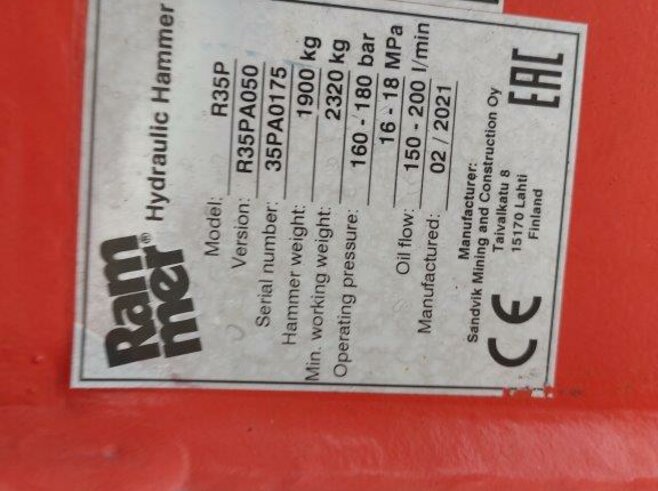 Ram
mer®
Hydraulic Hammer
Model: R35P
Version: R35PA050
Serial number: 35PA0175
Hammer weight: 1900 kg
Min. working weight: 2320 kg
Operating pressure: 160 - 180 bar
16 - 18 MPa
Oil flow: 150 - 200 l/min
Manufactured: 02 / 2021
Manufacturer:
Sandvik Mining and Construction Oy
Taivalkatu 8
15170 Lahti
Finland
CE
EAC